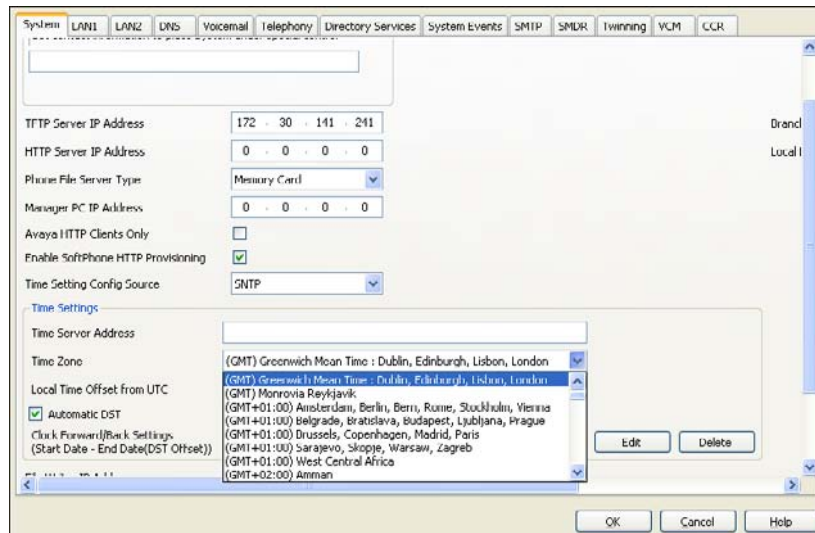 System LAN1 LAN2 DNS Voicemail Telephony Directory Services System Events SMTP SMDR Twinning VCM CCR
TFTP Server IP Address 172 . 30 . 141 . 241
HTTP Server IP Address 0 . 0 . 0 . 0
Phone File Server Type Memory Card
Manager PC IP Address 0 . 0 . 0 . 0
Avaya HTTP Clients Only
Enable SoftPhone HTTP Provisioning
Time Setting Config Source SNTP
Time Settings
Time Server Address
Time Zone (GMT) Greenwich Mean Time : Dublin, Edinburgh, Lisbon, London
(GMT) Greenwich Mean Time : Dublin, Edinburgh, Lisbon, London
Local Time Offset from UTC (GMT) Monrovia Reykjavik
(GMT+01:00) Amsterdam, Berlin, Bern, Rome, Stockholm, Vienna
Automatic DST (GMT+01:00) Belgrade, Bratislava, Budapest, Ljubljana, Prague
Clock Forward/Back Settings (GMT+01:00) Brussels, Copenhagen, Madrid, Paris Edit Delete
(Start Date - End Date(DST Offset)) (GMT+01:00) Sarajevo, Skopje, Warsaw, Zagreb
(GMT+01:00) West Central Africa
(GMT+02:00) Amman
OK Cancel Help